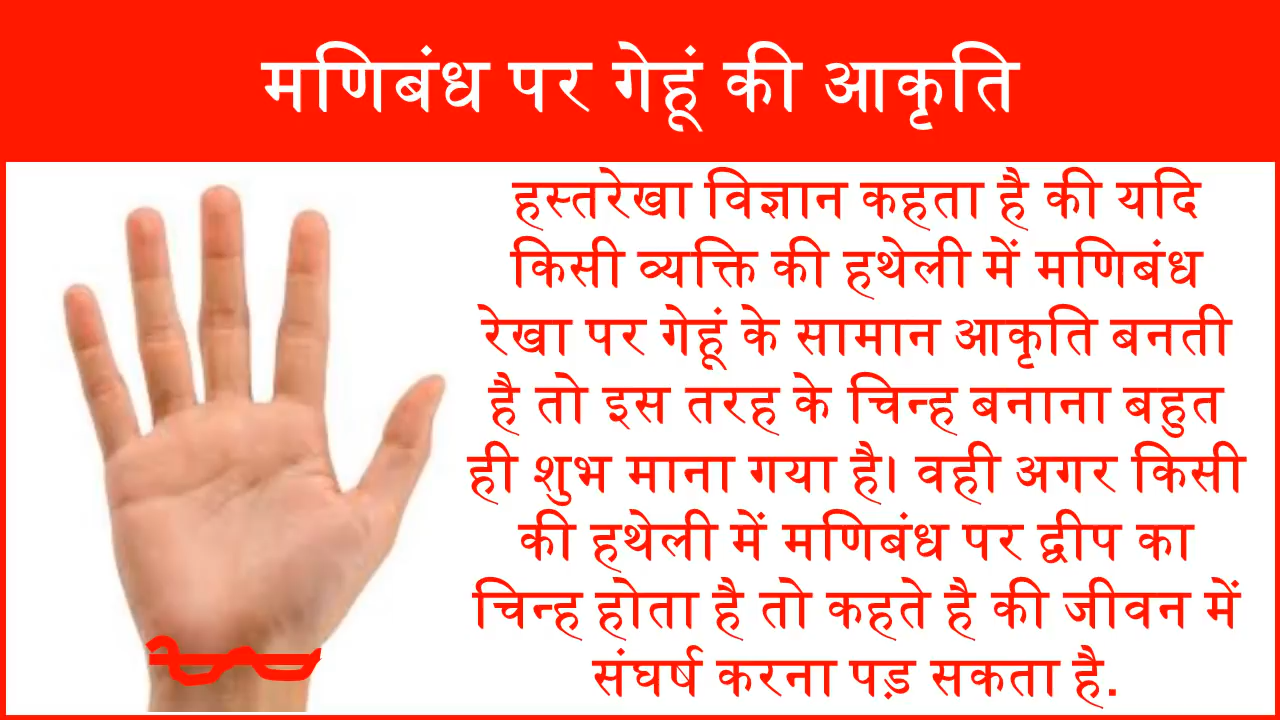 मणिबंध पर गेहूं की आकृति
हस्तरेखा विज्ञान कहता है की यदि
किसी व्यक्ति की हथेली में मणिबंध
रेखा पर गेहूं के सामान आकृति बनती
है तो इस तरह के चिन्ह बनाना बहुत
ही शुभ माना गया है। वही अगर किसी
की हथेली में मणिबंध पर द्वीप का
चिन्ह होता है तो कहते है की जीवन में
संघर्ष करना पड़ सकता है.